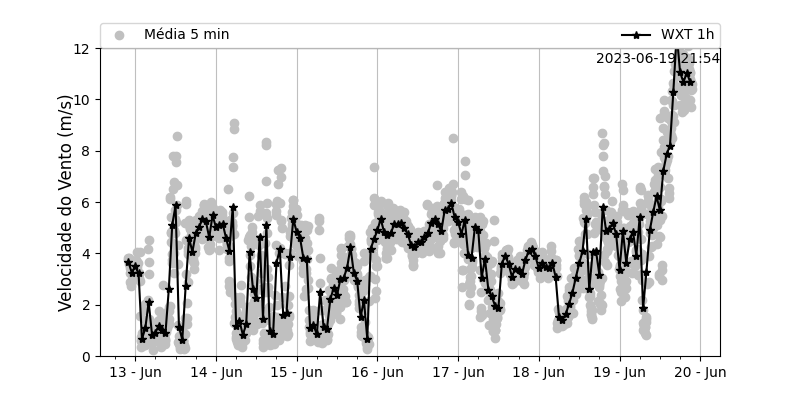 Média 5 min
WXT 1h
2023-06-19 21:54
Velocidade do Vento (m/s)
12
10
8
6
4
2
0
13 - Jun
14 - Jun
15 - Jun
16 - Jun
17 - Jun
18 - Jun
19 - Jun
20 - Jun